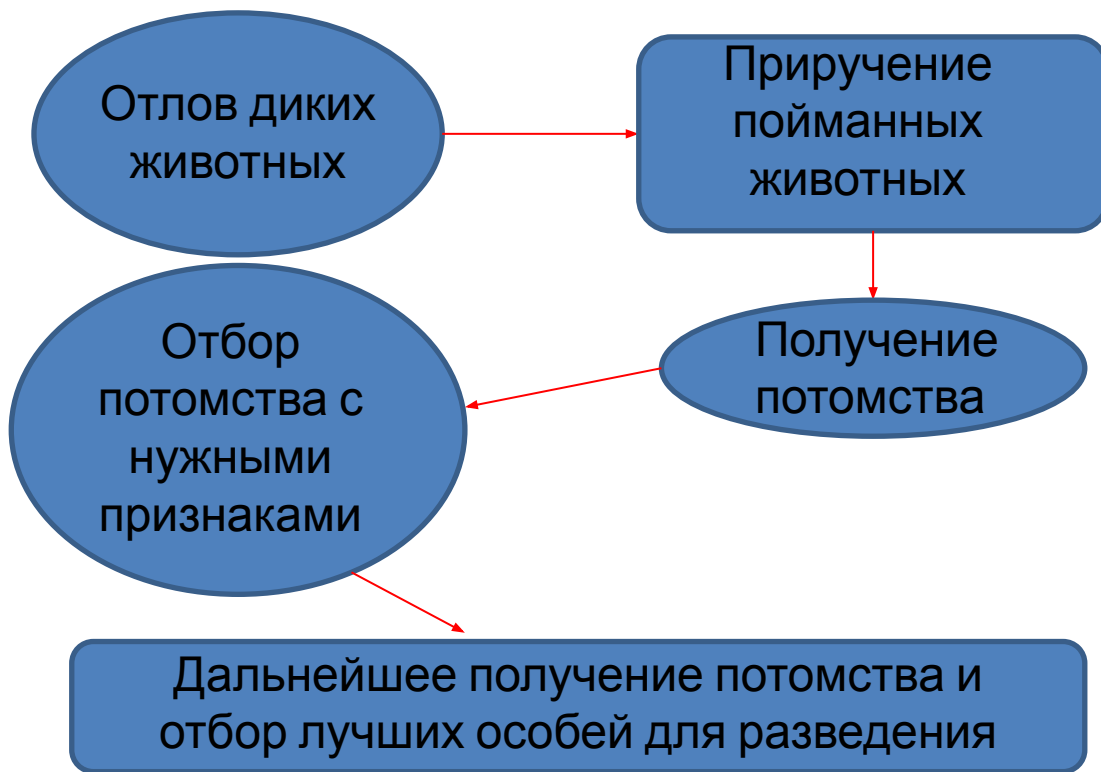 Отлов диких
животных
Приручение
пойманных
животных
Получение
потомства
Отбор
потомства с
нужными
признаками
Дальнейшее получение потомства и
отбор лучших особей для разведения